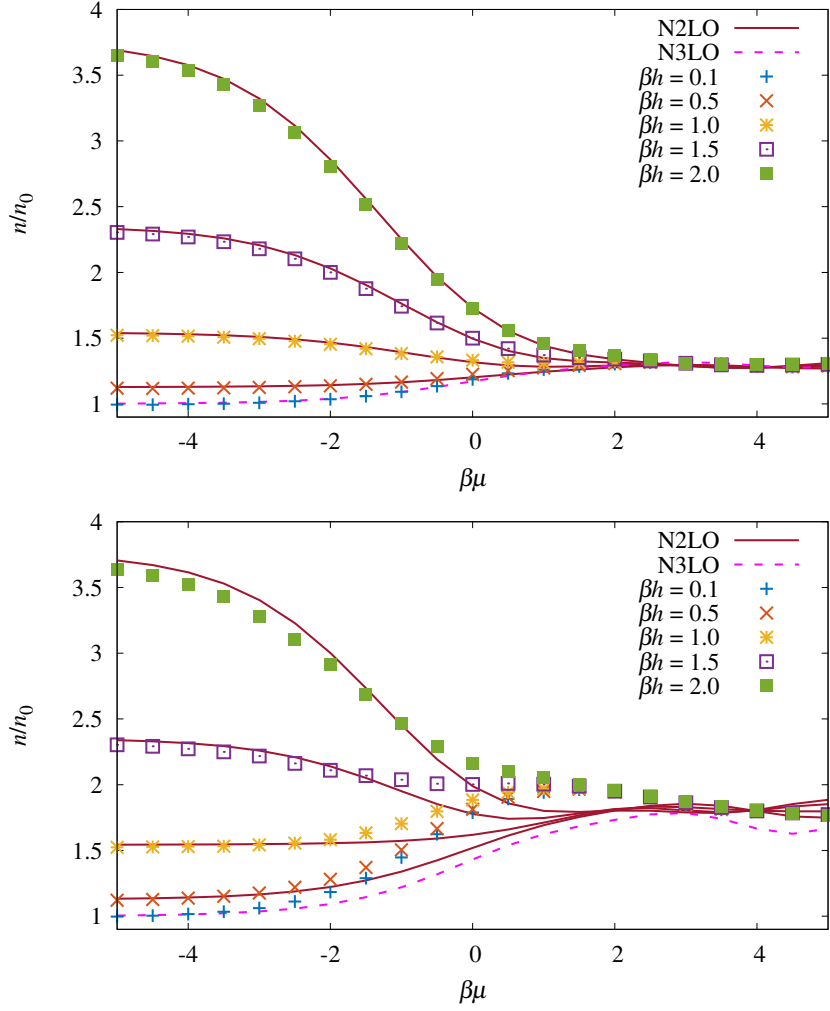 4
3.5
3
2.5
2
1.5
1
n/n0
-4 -2 0 2 4
βμ
N2LO
N3LO
βh = 0.1
βh = 0.5
βh = 1.0
βh = 1.5
βh = 2.0
4
3.5
3
2.5
2
1.5
1
n/n0
-4 -2 0 2 4
βμ
N2LO
N3LO
βh = 0.1
βh = 0.5
βh = 1.0
βh = 1.5
βh = 2.0